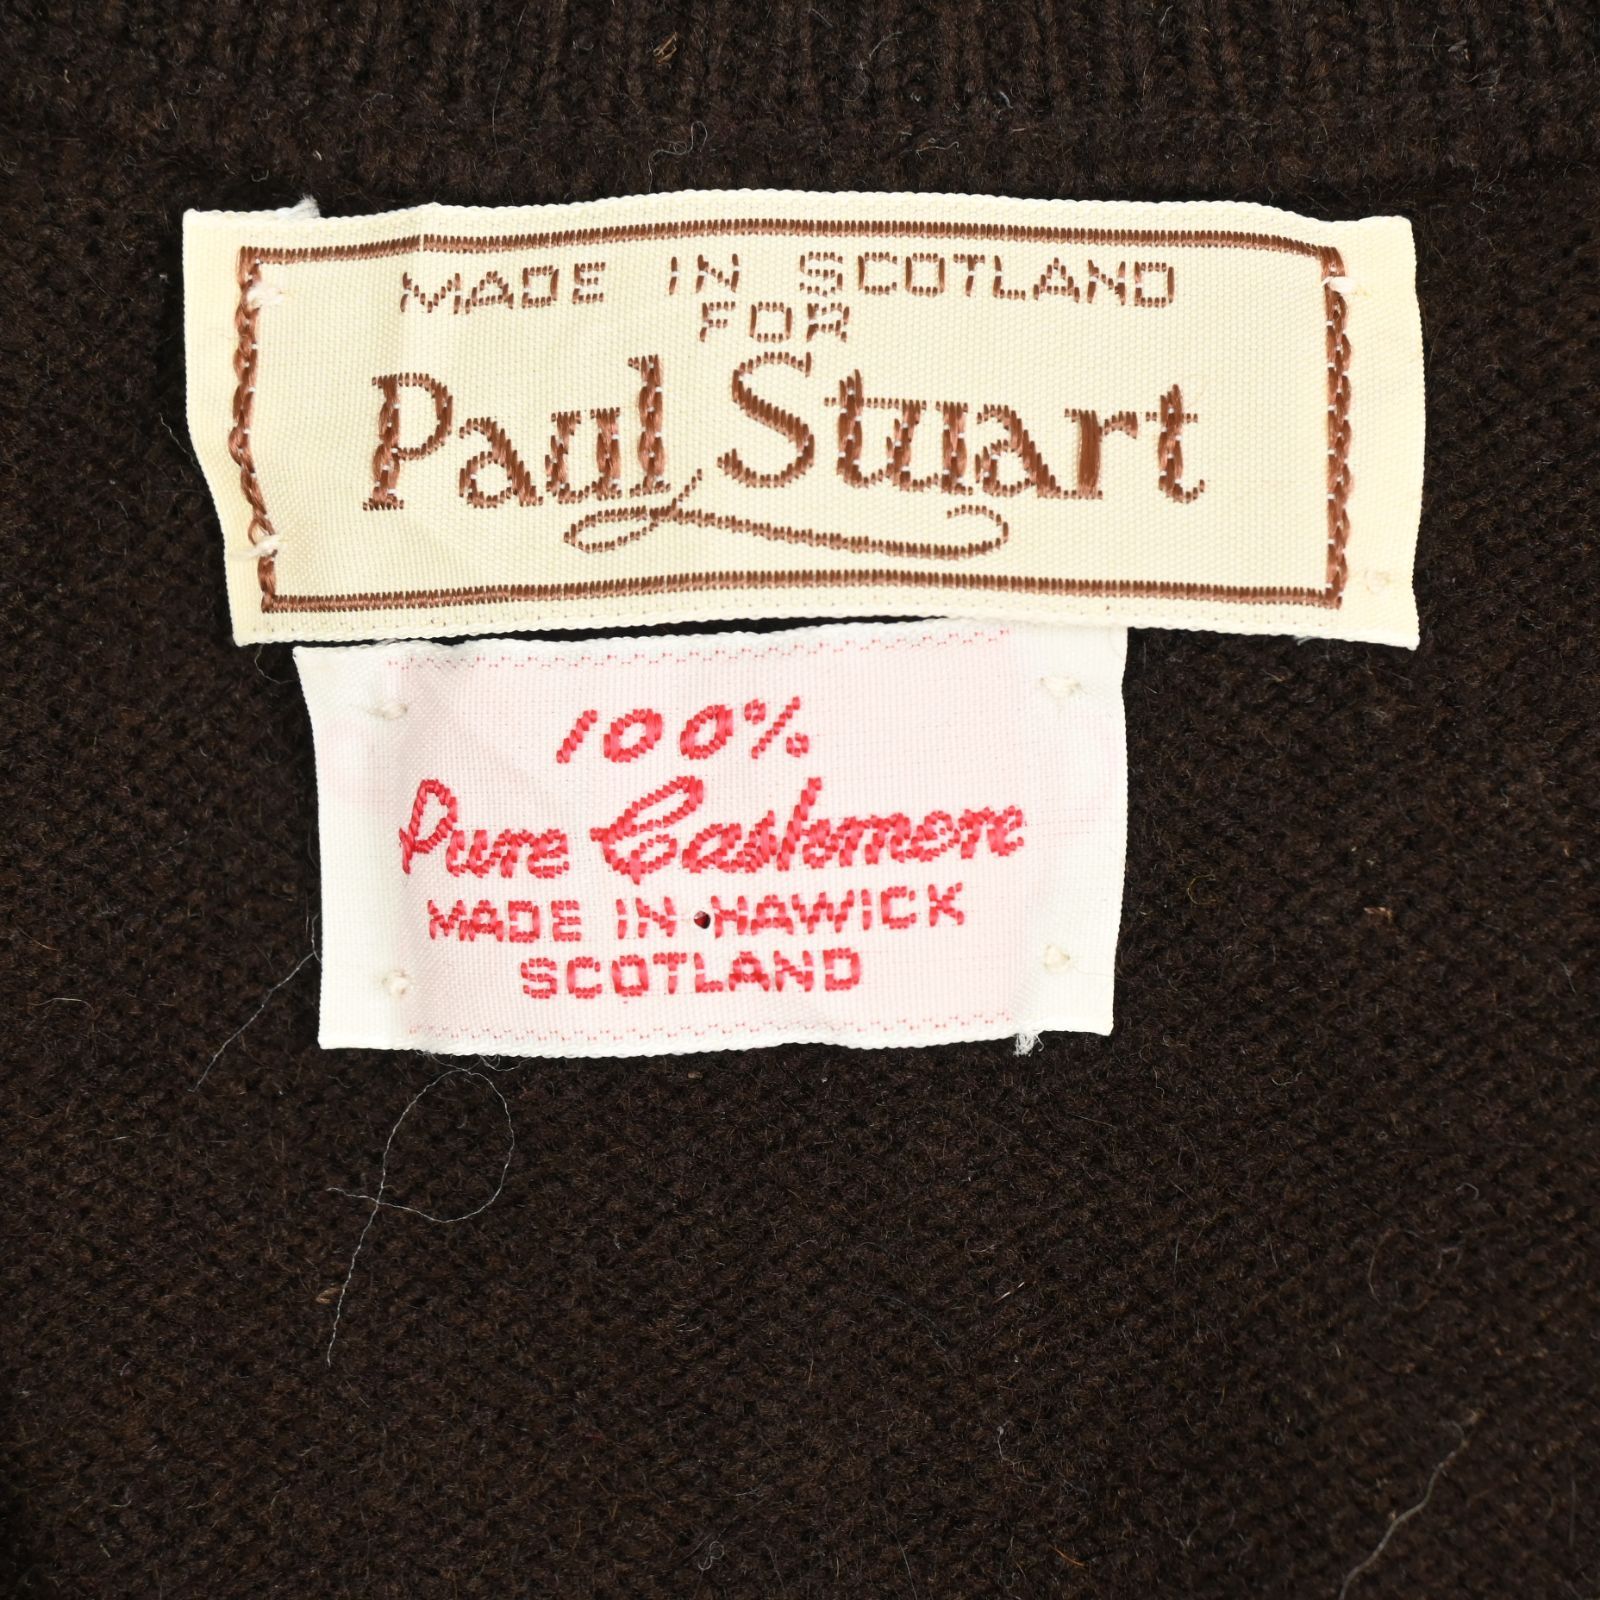 MADE IN SCOTLAND
FOR
Paul Stuart
100%
Pure Cashmere
MADE IN HAWICK
SCOTLAND